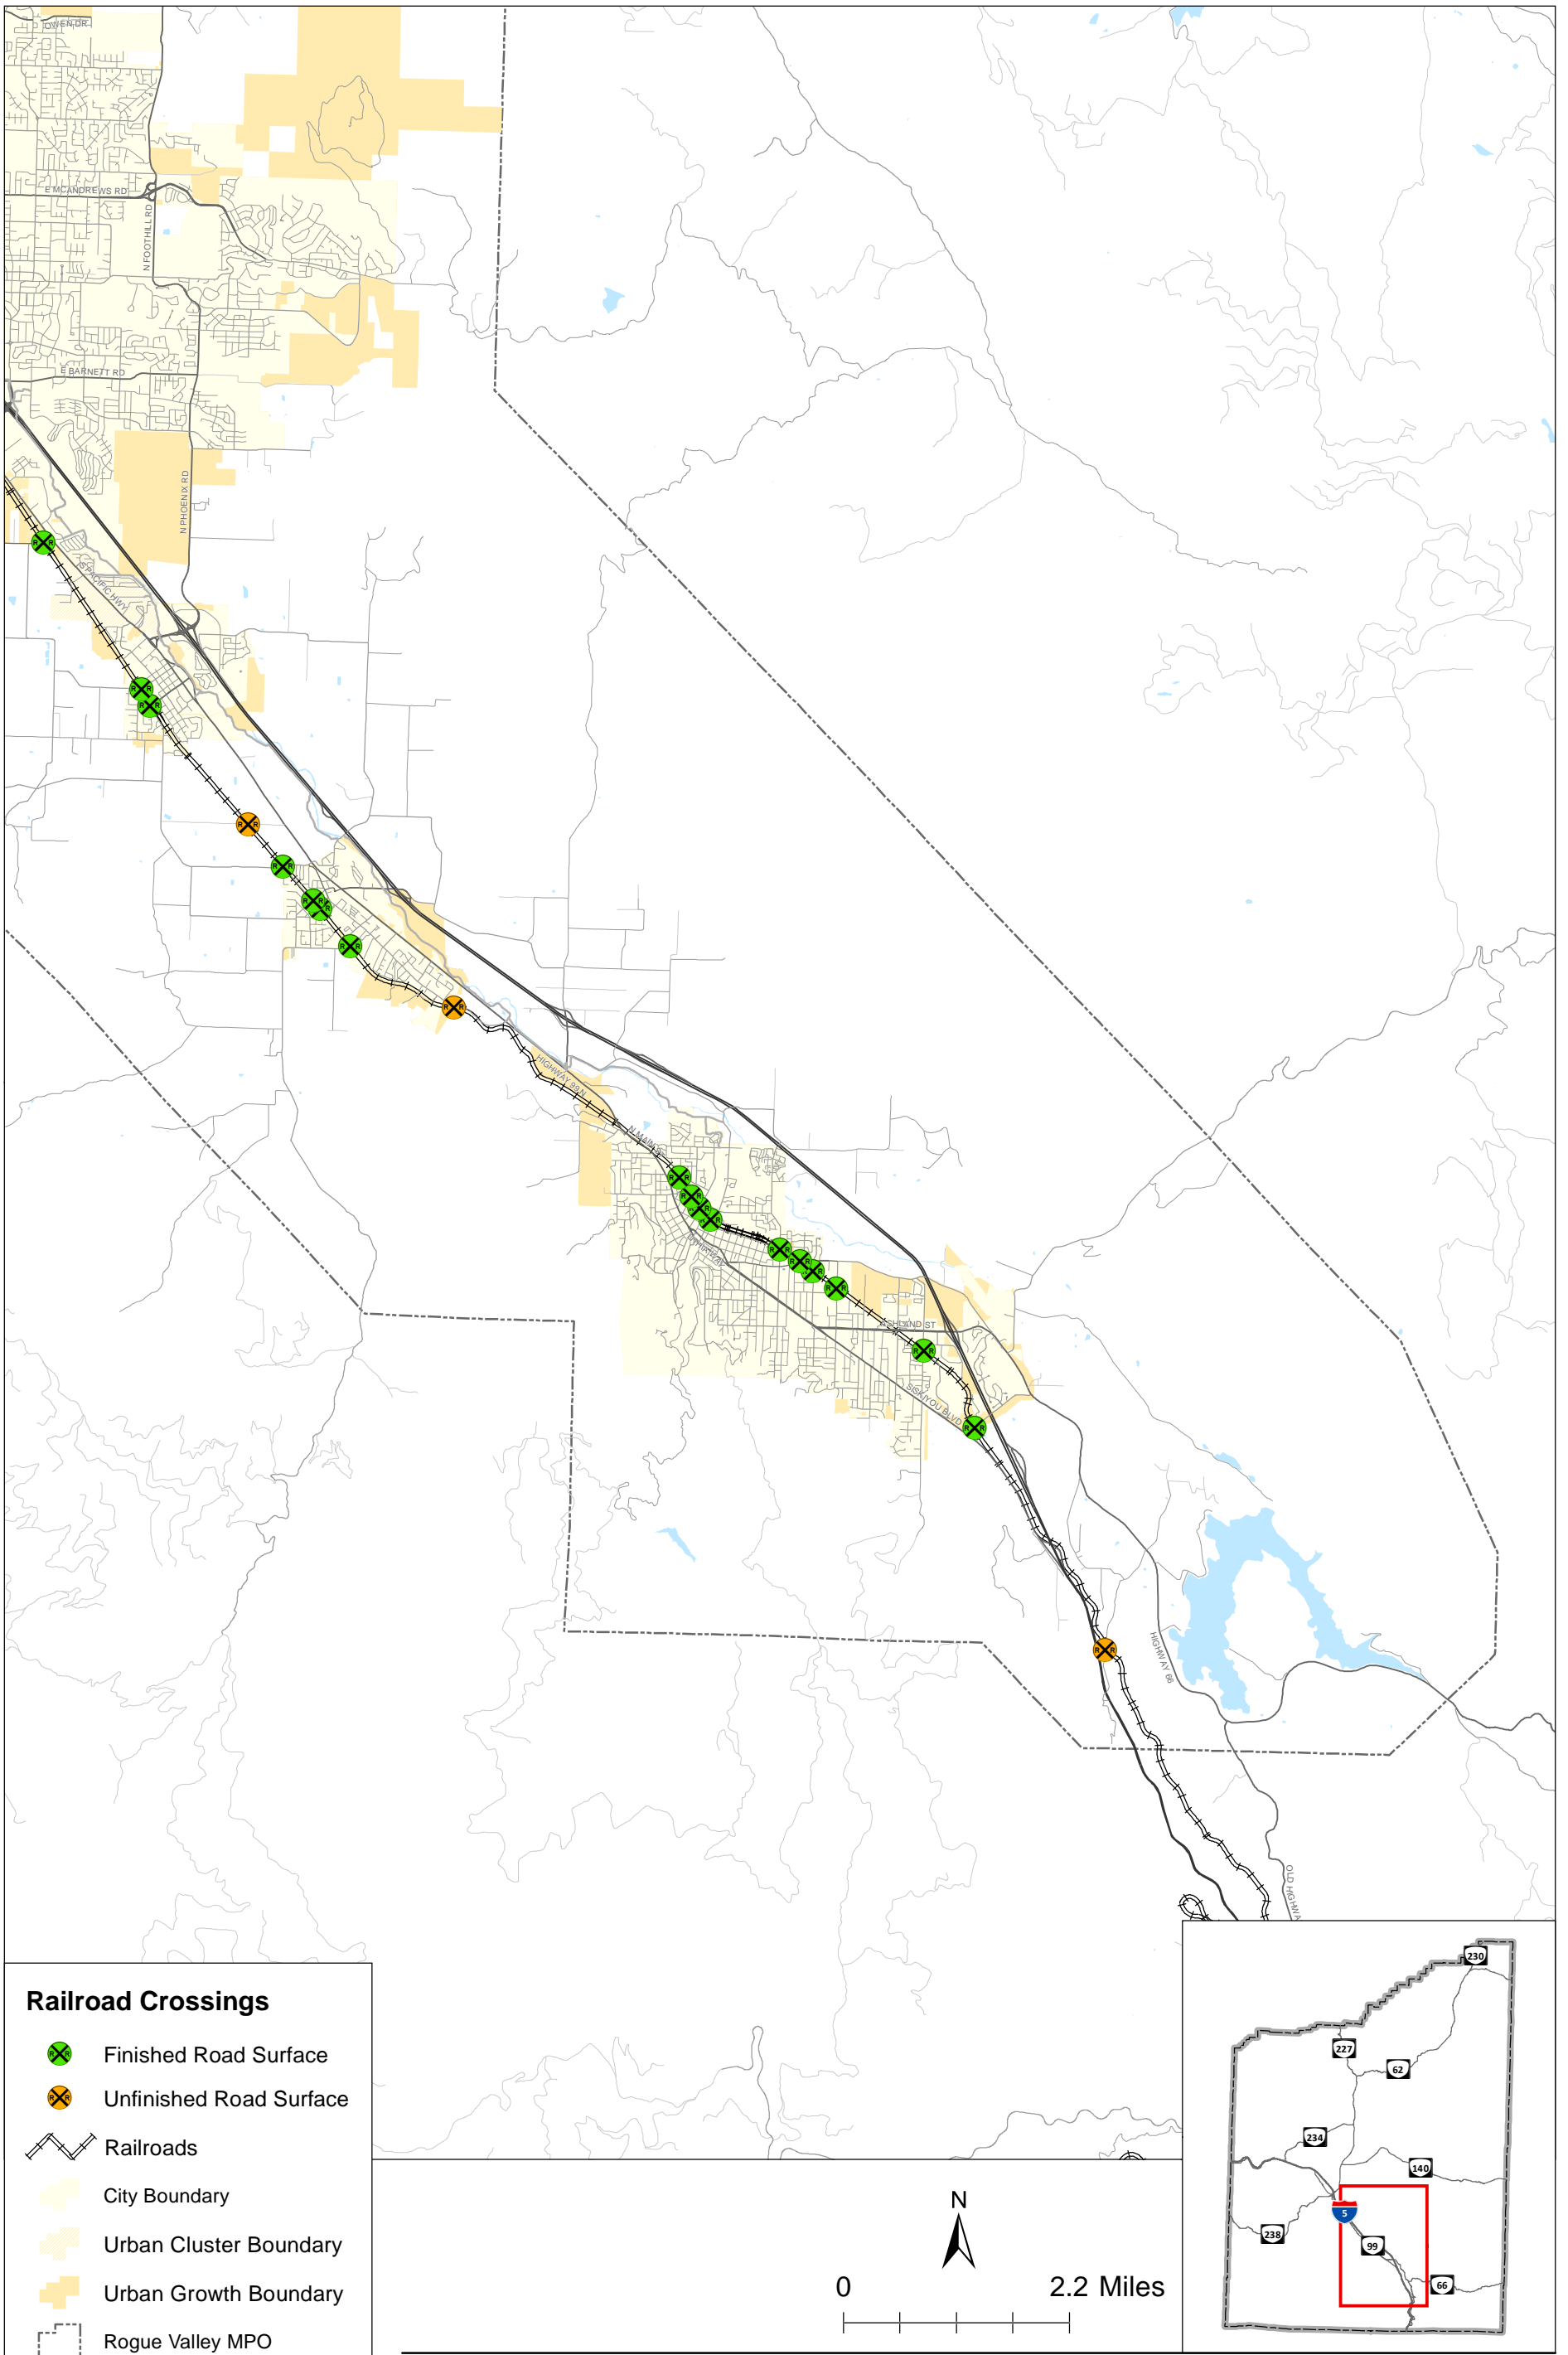 OWEN DR
E MCANDREWS RD
N FOOTHILL RD
E BARNETT RD
N PHOENIX RD
S PACIFIC HWY
HIGHWAY 99 N
N MAIN
ASHLAND ST
SISKIYOU BLVD
HIGHWAY 66
OLD HIGHWA
Railroad Crossings
Finished Road Surface
Unfinished Road Surface
Railroads
City Boundary
Urban Cluster Boundary
Urban Growth Boundary
Rogue Valley MPO
N
0 2.2 Miles
230
227
62
234
140
5
238
99
66